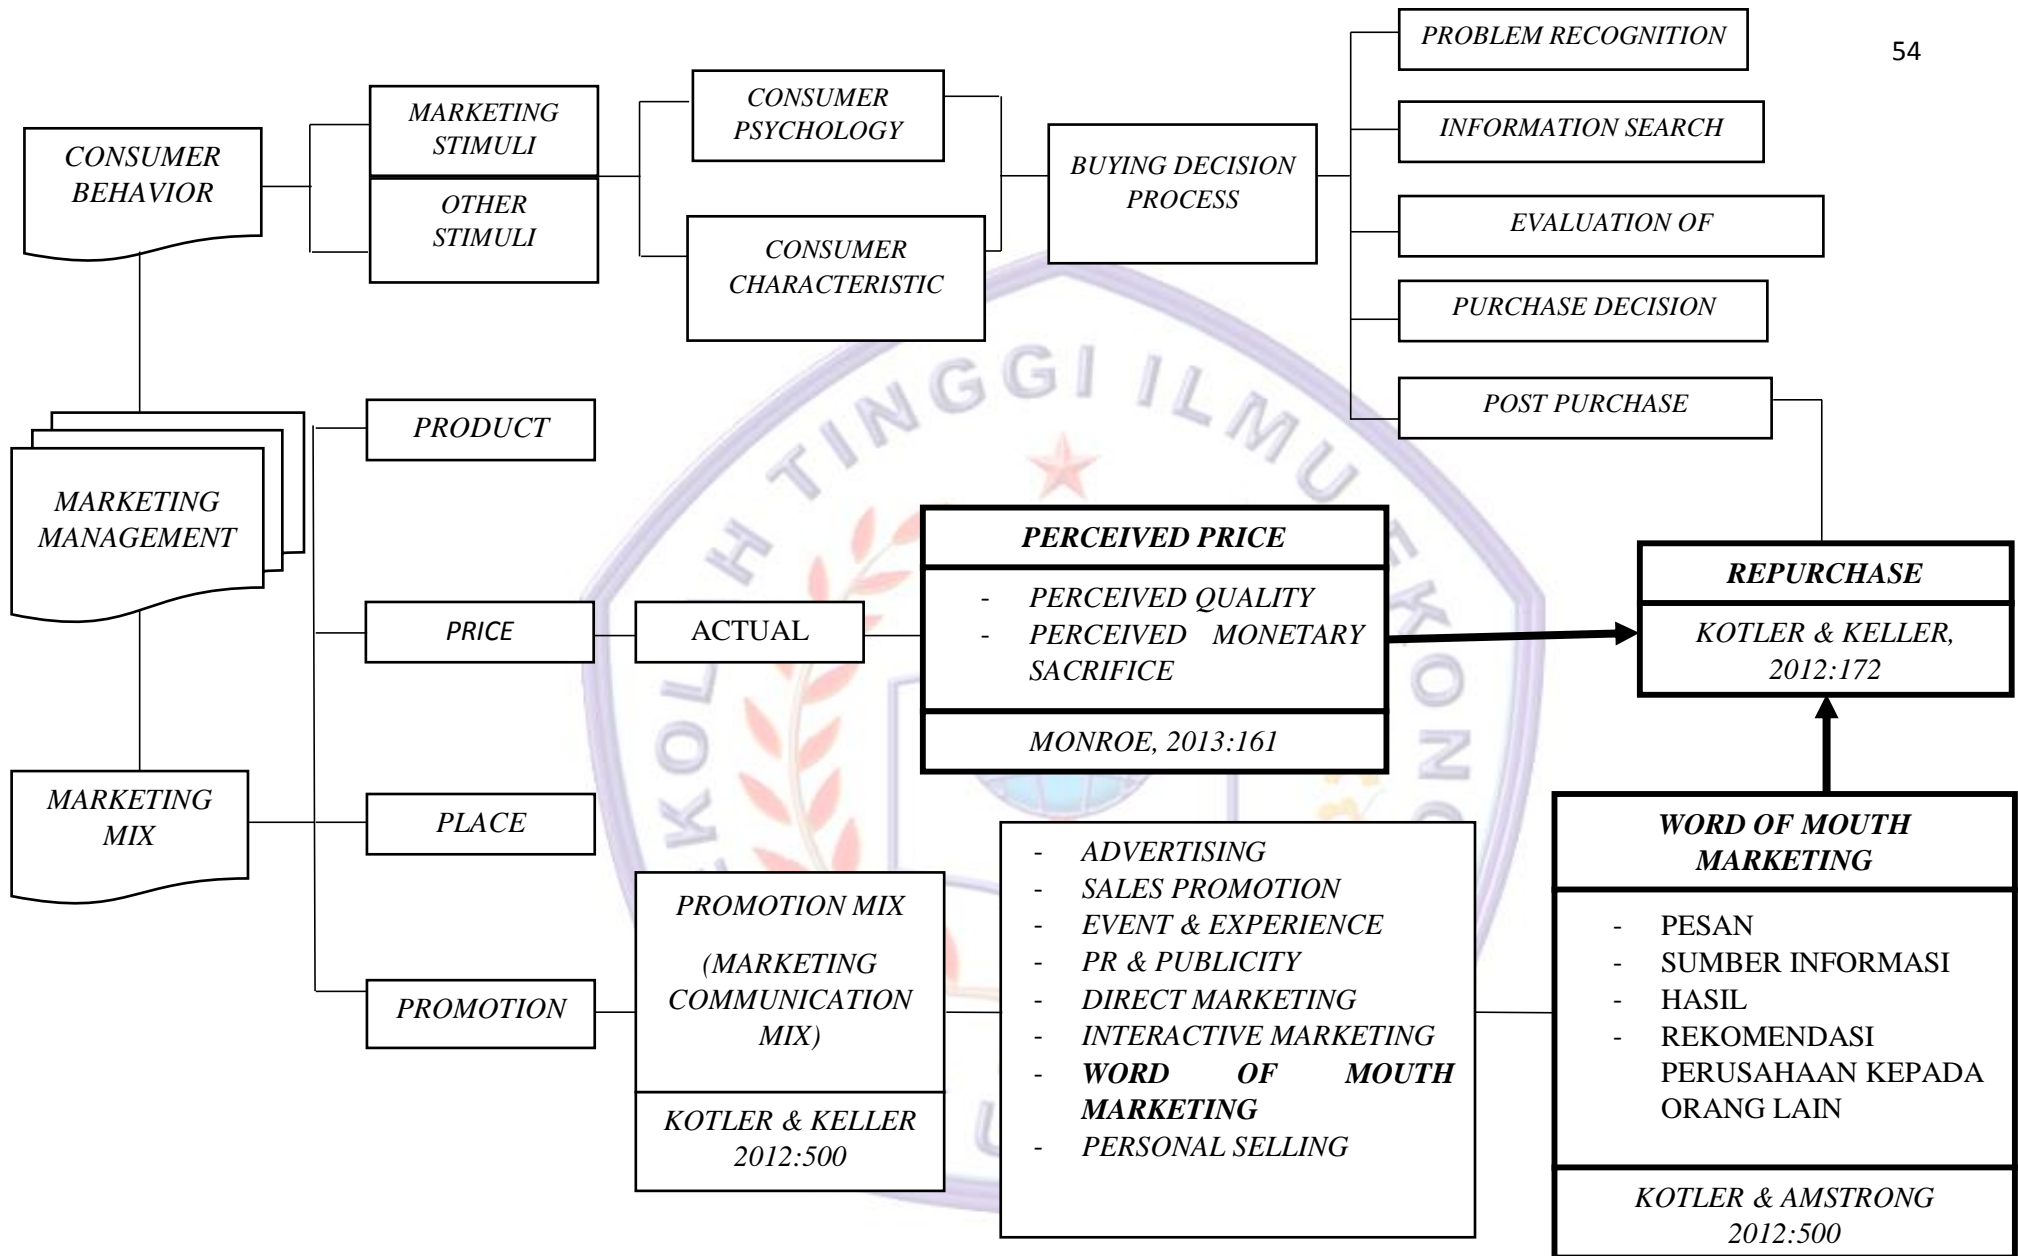 54
CONSUMER
BEHAVIOR
MARKETING
STIMULI
OTHER
STIMULI
CONSUMER
PSYCHOLOGY
CONSUMER
CHARACTERISTIC
BUYING DECISION
PROCESS
PROBLEM RECOGNITION
INFORMATION SEARCH
EVALUATION OF
PURCHASE DECISION
POST PURCHASE
MARKETING
MANAGEMENT
MARKETING
MIX
PRODUCT
PRICE
PLACE
PROMOTION
ACTUAL
PERCEIVED PRICE
- PERCEIVED QUALITY
- PERCEIVED MONETARY
SACRIFICE
MONROE, 2013:161
REPURCHASE
KOTLER & KELLER,
2012:172
PROMOTION MIX
(MARKETING
COMMUNICATION
MIX)
KOTLER & KELLER
2012:500
- ADVERTISING
- SALES PROMOTION
- EVENT & EXPERIENCE
- PR & PUBLICITY
- DIRECT MARKETING
- INTERACTIVE MARKETING
- WORD OF MOUTH
MARKETING
- PERSONAL SELLING
WORD OF MOUTH
MARKETING
- PESAN
- SUMBER INFORMASI
- HASIL
- REKOMENDASI
PERUSAHAAN KEPADA
ORANG LAIN
KOTLER & AMSTRONG
2012:500
TINGGI ILMU